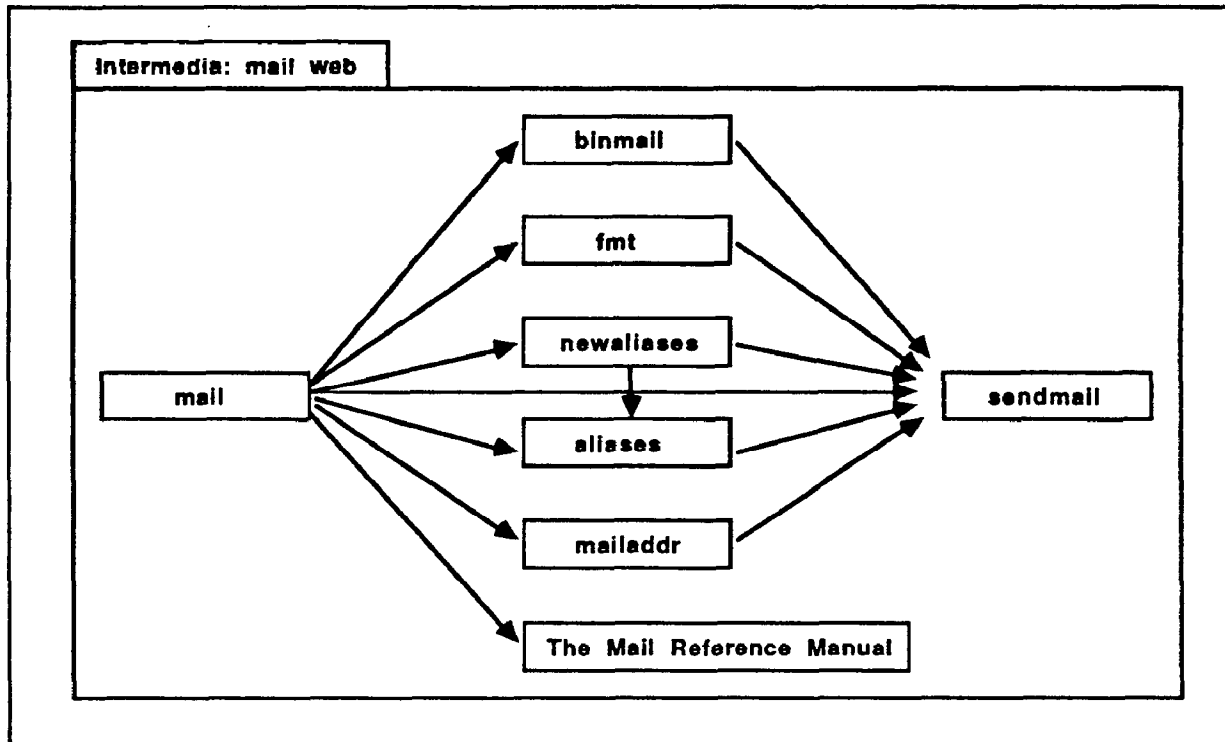 Intermedia: mail web
binmail
fmt
newaliases
mail
sendmail
aliases
mailaddr
The Mail Reference Manual